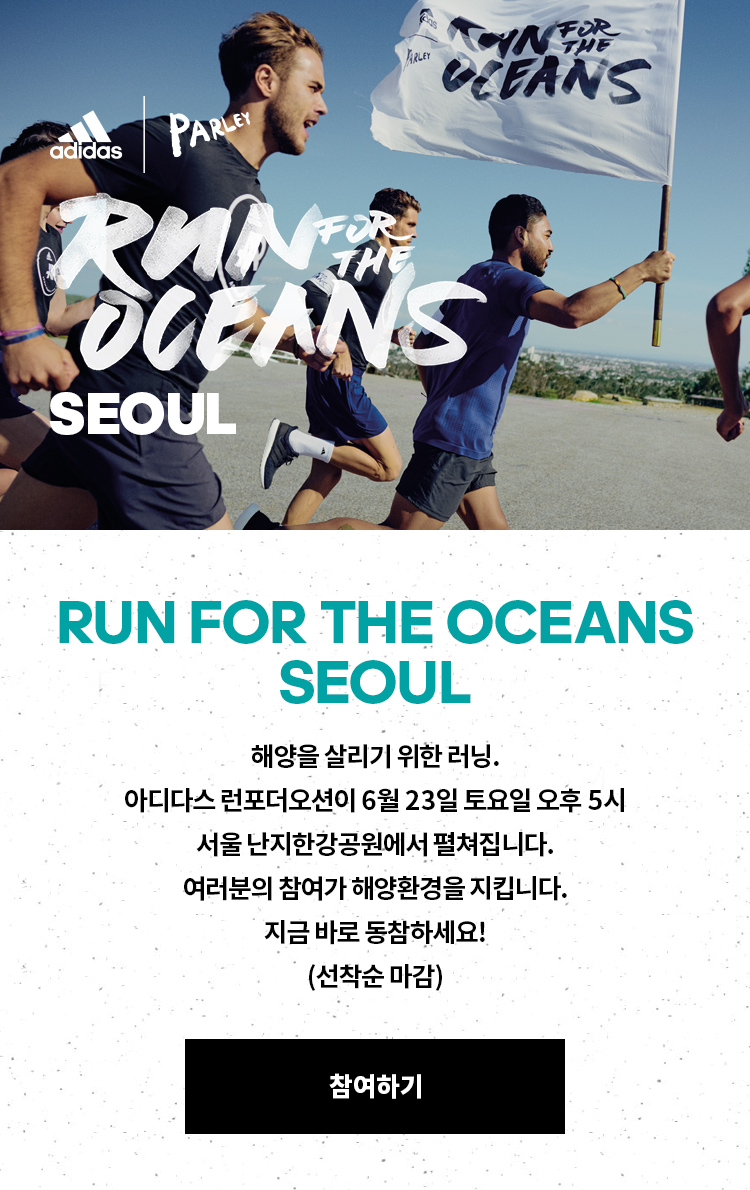 adidas
PARLEY
RUN FOR THE
OCEANS
adidas
PARLEY
RUN FOR THE
OCEANS
SEOUL
RUN FOR THE OCEANS
SEOUL
해양을 살리기 위한 러닝.
아디다스 런포더오션이 6월 23일 토요일 오후 5시
서울 난지한강공원에서 펼쳐집니다.
여러분의 참여가 해양환경을 지킵니다.
지금 바로 동참하세요!
(선착순 마감)
참여하기